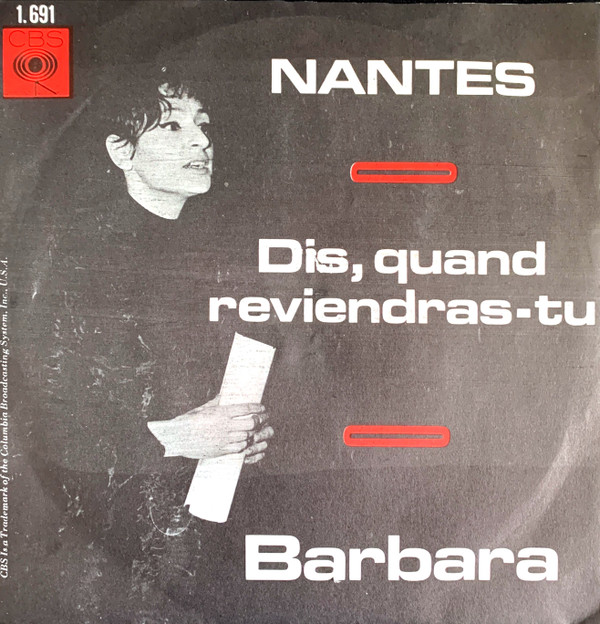 1.691
CBS
NANTES
Dis, quand
reviendras-tu
Barbara
CBS Is a Trademark of the Columbia Broadcasting System, Inc., U.S.A.